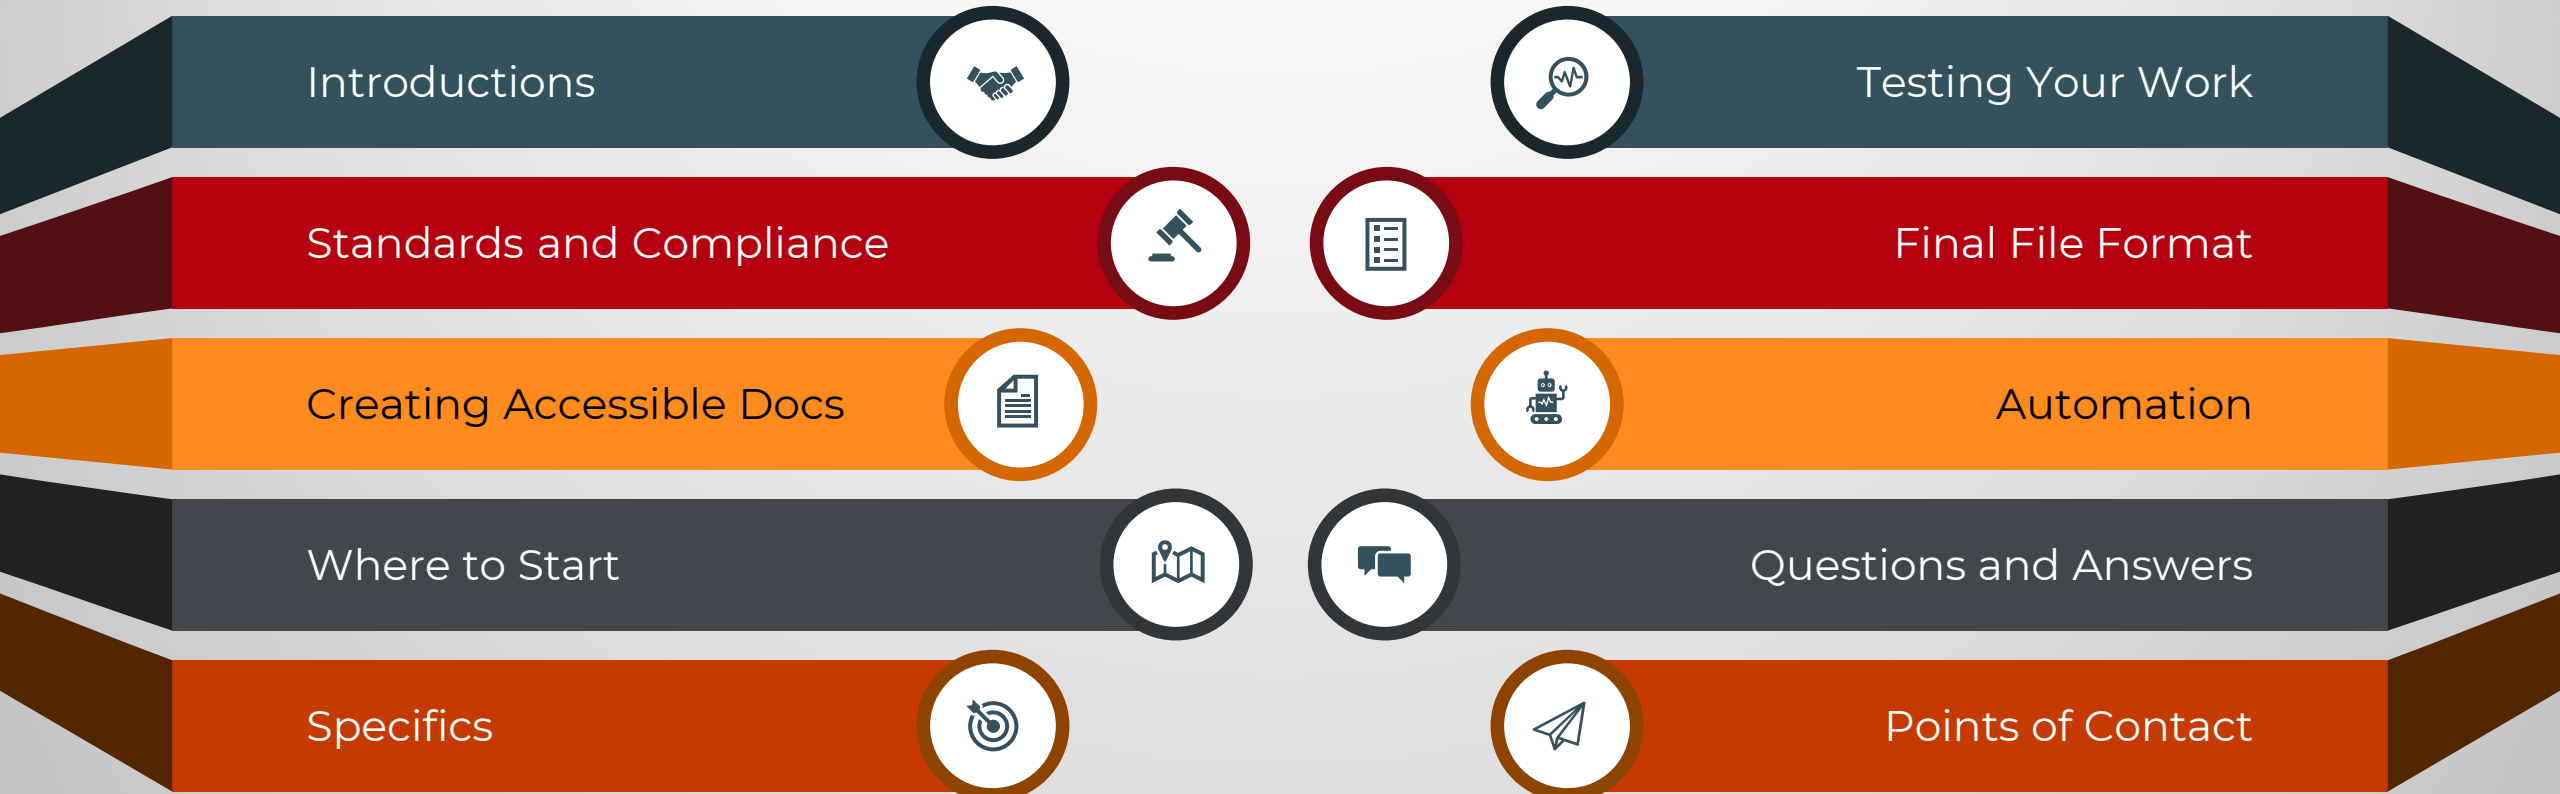 Introductions
Standards and Compliance
Creating Accessible Docs
Where to Start
Specifics
Testing Your Work
Final File Format
Automation
Questions and Answers
Points of Contact